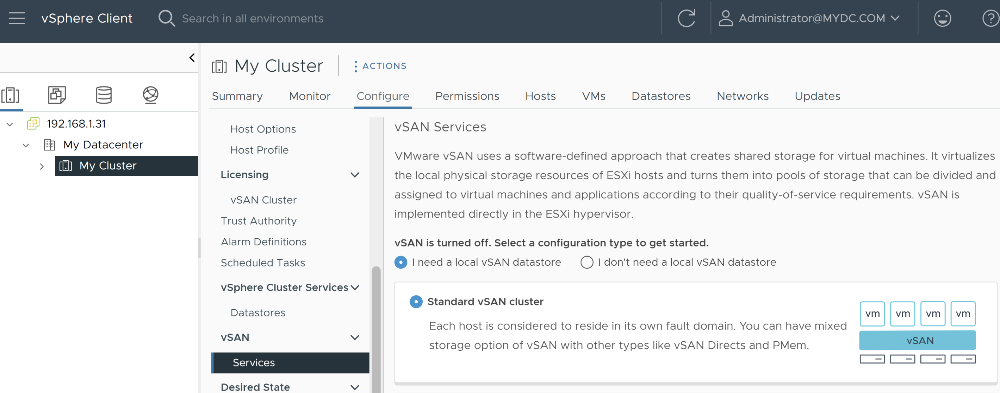 vSphere Client
Search in all environments
Administrator@MYDC.COM
?
My Cluster
ACTIONS
Summary
Monitor
Configure
Permissions
Hosts
VMs
Datastores
Networks
Updates
192.168.1.31
My Datacenter
My Cluster
Host Options
Host Profile
Licensing
vSAN Cluster
Trust Authority
Alarm Definitions
Scheduled Tasks
vSphere Cluster Services
Datastores
vSAN
Services
Desired State
vSAN Services
VMware vSAN uses a software-defined approach that creates shared storage for virtual machines. It virtualizes
the local physical storage resources of ESXi hosts and turns them into pools of storage that can be divided and
assigned to virtual machines and applications according to their quality-of-service requirements. vSAN is
implemented directly in the ESXi hypervisor.
vSAN is turned off. Select a configuration type to get started.
I need a local vSAN datastore
I don't need a local vSAN datastore
Standard vSAN cluster
Each host is considered to reside in its own fault domain. You can have mixed
storage option of vSAN with other types like vSAN Directs and PMem.
vm vm vm vm
vSAN